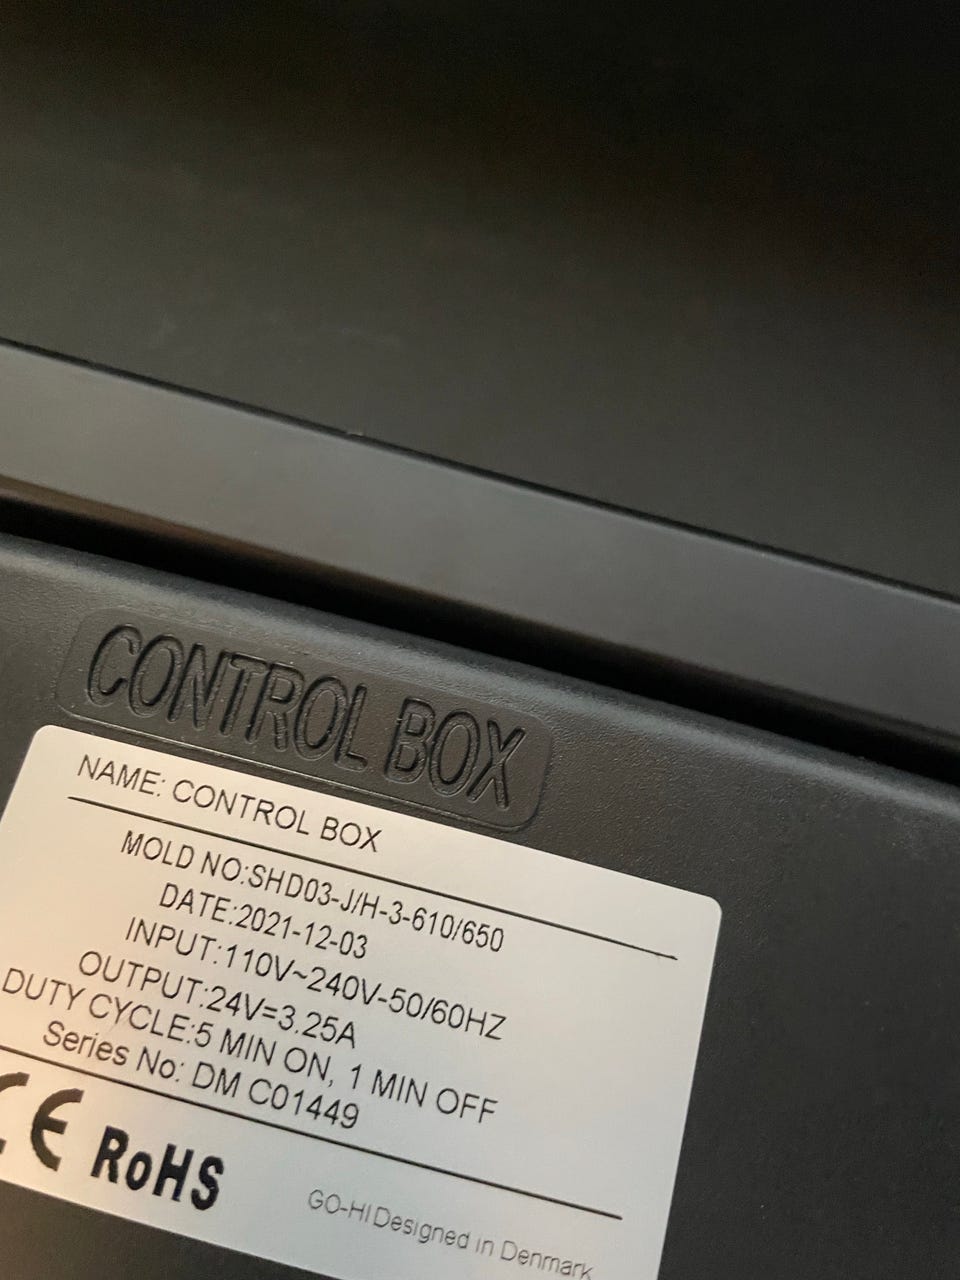 CONTROL BOX
NAME: CONTROL BOX
MOLD NO:SHD03-J/H-3-610/650
DATE:2021-12-03
INPUT:110V~240V-50/60HZ
OUTPUT:24V=3.25A
DUTY CYCLE:5 MIN ON, 1 MIN OFF
Series No: DM C01449
CE RoHS
GO-HI Designed in Denmark